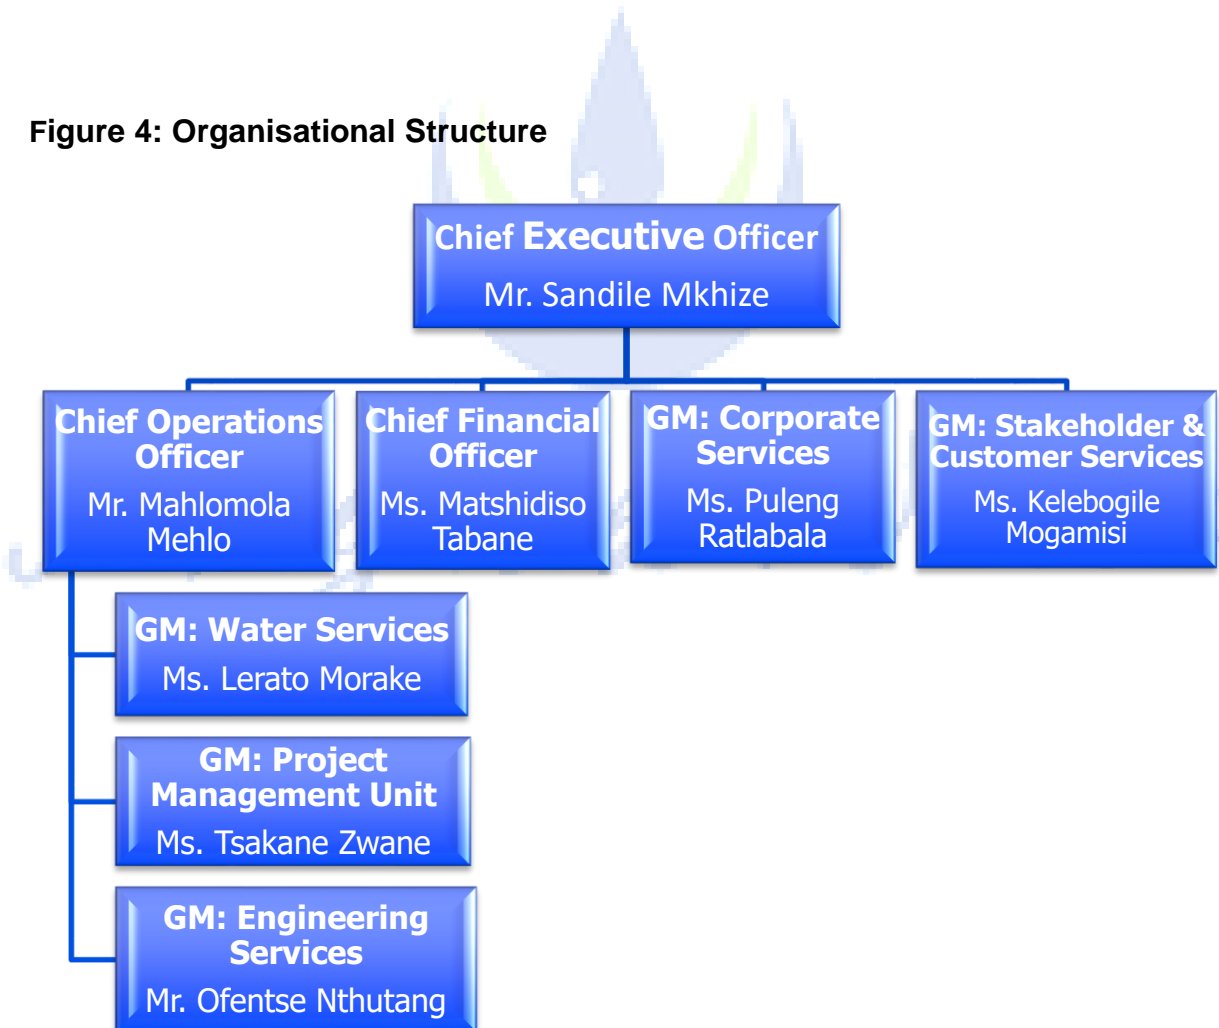 Figure 4: Organisational Structure
Chief Executive Officer
Mr. Sandile Mkhize
Chief Operations
Officer
Mr. Mahlomola
Mehlo
Chief Financial
Officer
Ms. Matshidiso
Tabane
GM: Corporate
Services
Ms. Puleng
Ratlabala
GM: Stakeholder &
Customer Services
Ms. Kelebogile
Mogamisi
GM: Water Services
Ms. Lerato Morake
GM: Project
Management Unit
Ms. Tsakane Zwane
GM: Engineering
Services
Mr. Ofentse Nthutang